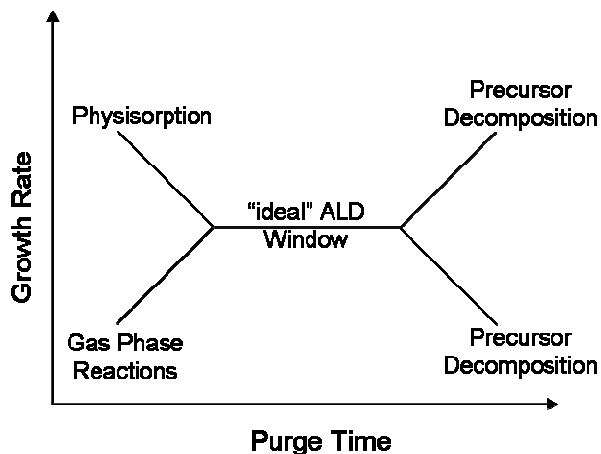 Growth Rate
Physisorption
Precursor
Decomposition
"ideal" ALD
Window
Gas Phase
Reactions
Precursor
Decomposition
Purge Time